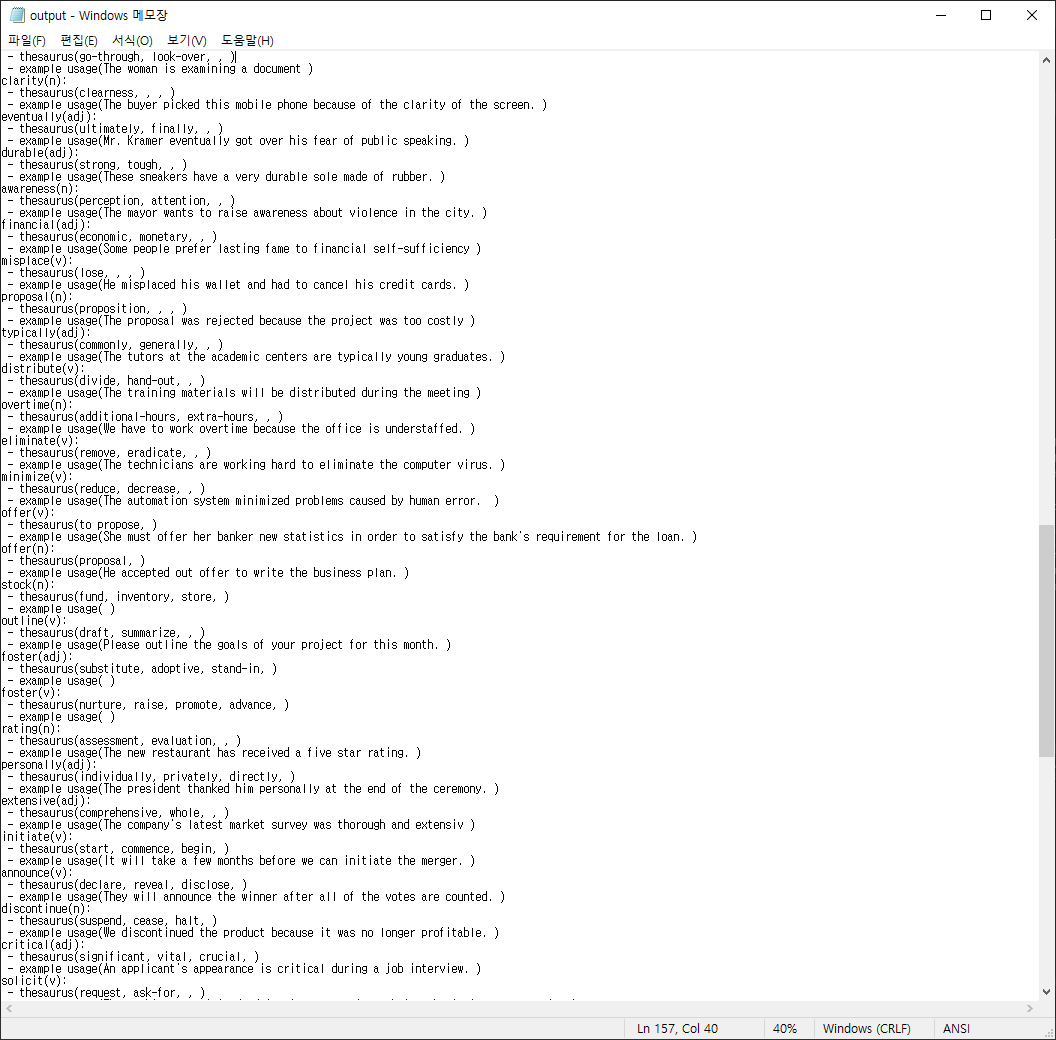 output - Windows 메모장
파일(F) 편집(E) 서식(O) 보기(V) 도움말(H)
- thesaurus(go-through, look-over, , )
- example usage(The woman is examining a document )
clarity(n):
- thesaurus(clearness, , , )
- example usage(The buyer picked this mobile phone because of the clarity of the screen. )
eventually(adj):
- thesaurus(ultimately, finally, , )
- example usage(Mr. Kramer eventually got over his fear of public speaking. )
durable(adj):
- thesaurus(strong, tough, , )
- example usage(These sneakers have a very durable sole made of rubber. )
awareness(n):
- thesaurus(perception, attention, , )
- example usage(The mayor wants to raise awareness about violence in the city. )
financial(adj):
- thesaurus(economic, monetary, , )
- example usage(Some people prefer lasting fame to financial self-sufficiency )
misplace(v):
- thesaurus(lose, , , )
- example usage(He misplaced his wallet and had to cancel his credit cards. )
proposal(n):
- thesaurus(proposition, , , )
- example usage(The proposal was rejected because the project was too costly )
typically(adj):
- thesaurus(commonly, generally, , )
- example usage(The tutors at the academic centers are typically young graduates. )
distribute(v):
- thesaurus(divide, hand-out, , )
- example usage(The training materials will be distributed during the meeting )
overtime(n):
- thesaurus(additional-hours, extra-hours, , )
- example usage(We have to work overtime because the office is understaffed. )
eliminate(v):
- thesaurus(remove, eradicate, , )
- example usage(The technicians are working hard to eliminate the computer virus. )
minimize(v):
- thesaurus(reduce, decrease, , )
- example usage(The automation system minimized problems caused by human error.  )
offer(v):
- thesaurus(to propose, )
- example usage(She must offer her banker new statistics in order to satisfy the bank's requirement for the loan. )
offer(n):
- thesaurus(proposal, )
- example usage(He accepted out offer to write the business plan. )
stock(n):
- thesaurus(fund, inventory, store, )
- example usage( )
outline(v):
- thesaurus(draft, summarize, , )
- example usage(Please outline the goals of your project for this month. )
foster(adj):
- thesaurus(substitute, adoptive, stand-in, )
- example usage( )
foster(v):
- thesaurus(nurture, raise, promote, advance, )
- example usage( )
rating(n):
- thesaurus(assessment, evaluation, , )
- example usage(The new restaurant has received a five star rating. )
personally(adj):
- thesaurus(individually, privately, directly, )
- example usage(The president thanked him personally at the end of the ceremony. )
extensive(adj):
- thesaurus(comprehensive, whole, , )
- example usage(The company's latest market survey was thorough and extensiv )
initiate(v):
- thesaurus(start, commence, begin, )
- example usage(It will take a few months before we can initiate the merger. )
announce(v):
- thesaurus(declare, reveal, disclose, )
- example usage(They will announce the winner after all of the votes are counted. )
discontinue(n):
- thesaurus(suspend, cease, halt, )
- example usage(We discontinued the product because it was no longer profitable. )
critical(adj):
- thesaurus(significant, vital, crucial, )
- example usage(An applicant's appearance is critical during a job interview. )
solicit(v):
- thesaurus(request, ask-for, , )
Ln 157, Col 40 40% Windows (CRLF) ANSI